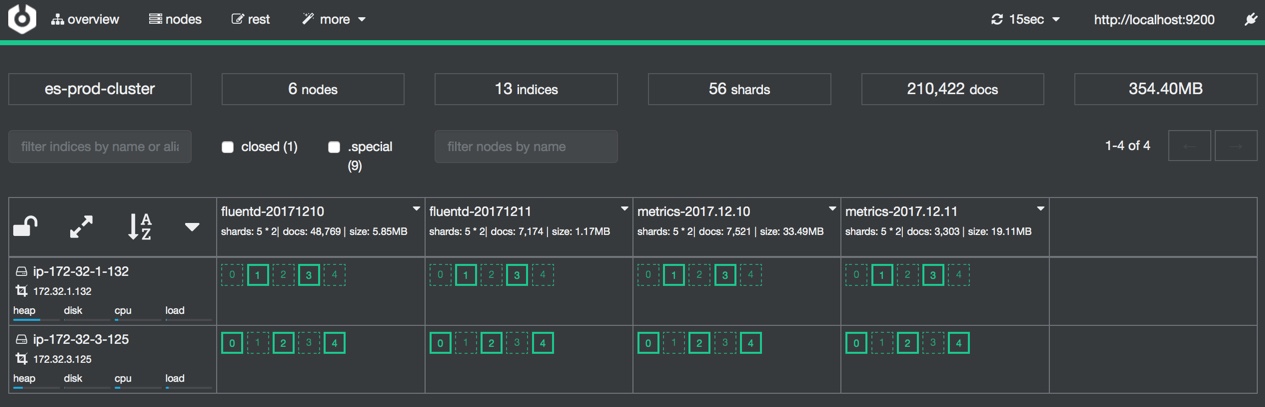 overview nodes rest more 15sec http://localhost:9200
es-prod-cluster 6 nodes 13 indices 56 shards 210,422 docs 354.40MB
filter indices by name or alia closed (1) .special (9) filter nodes by name 1-4 of 4
A
Z
fluentd-20171210 fluentd-20171211 metrics-2017.12.10 metrics-2017.12.11
shards: 5 * 2| docs: 48,769 | size: 5.85MB shards: 5 * 2| docs: 7,174 | size: 1.17MB shards: 5 * 2| docs: 7,521 | size: 33.49MB shards: 5 * 2| docs: 3,303 | size: 19.11MB
ip-172-32-1-132 0 1 2 3 4 0 1 2 3 4 0 1 2 3 4 0 1 2 3 4
172.32.1.132
heap disk cpu load
ip-172-32-3-125 0 1 2 3 4 0 1 2 3 4 0 1 2 3 4 0 1 2 3 4
172.32.3.125
heap disk cpu load